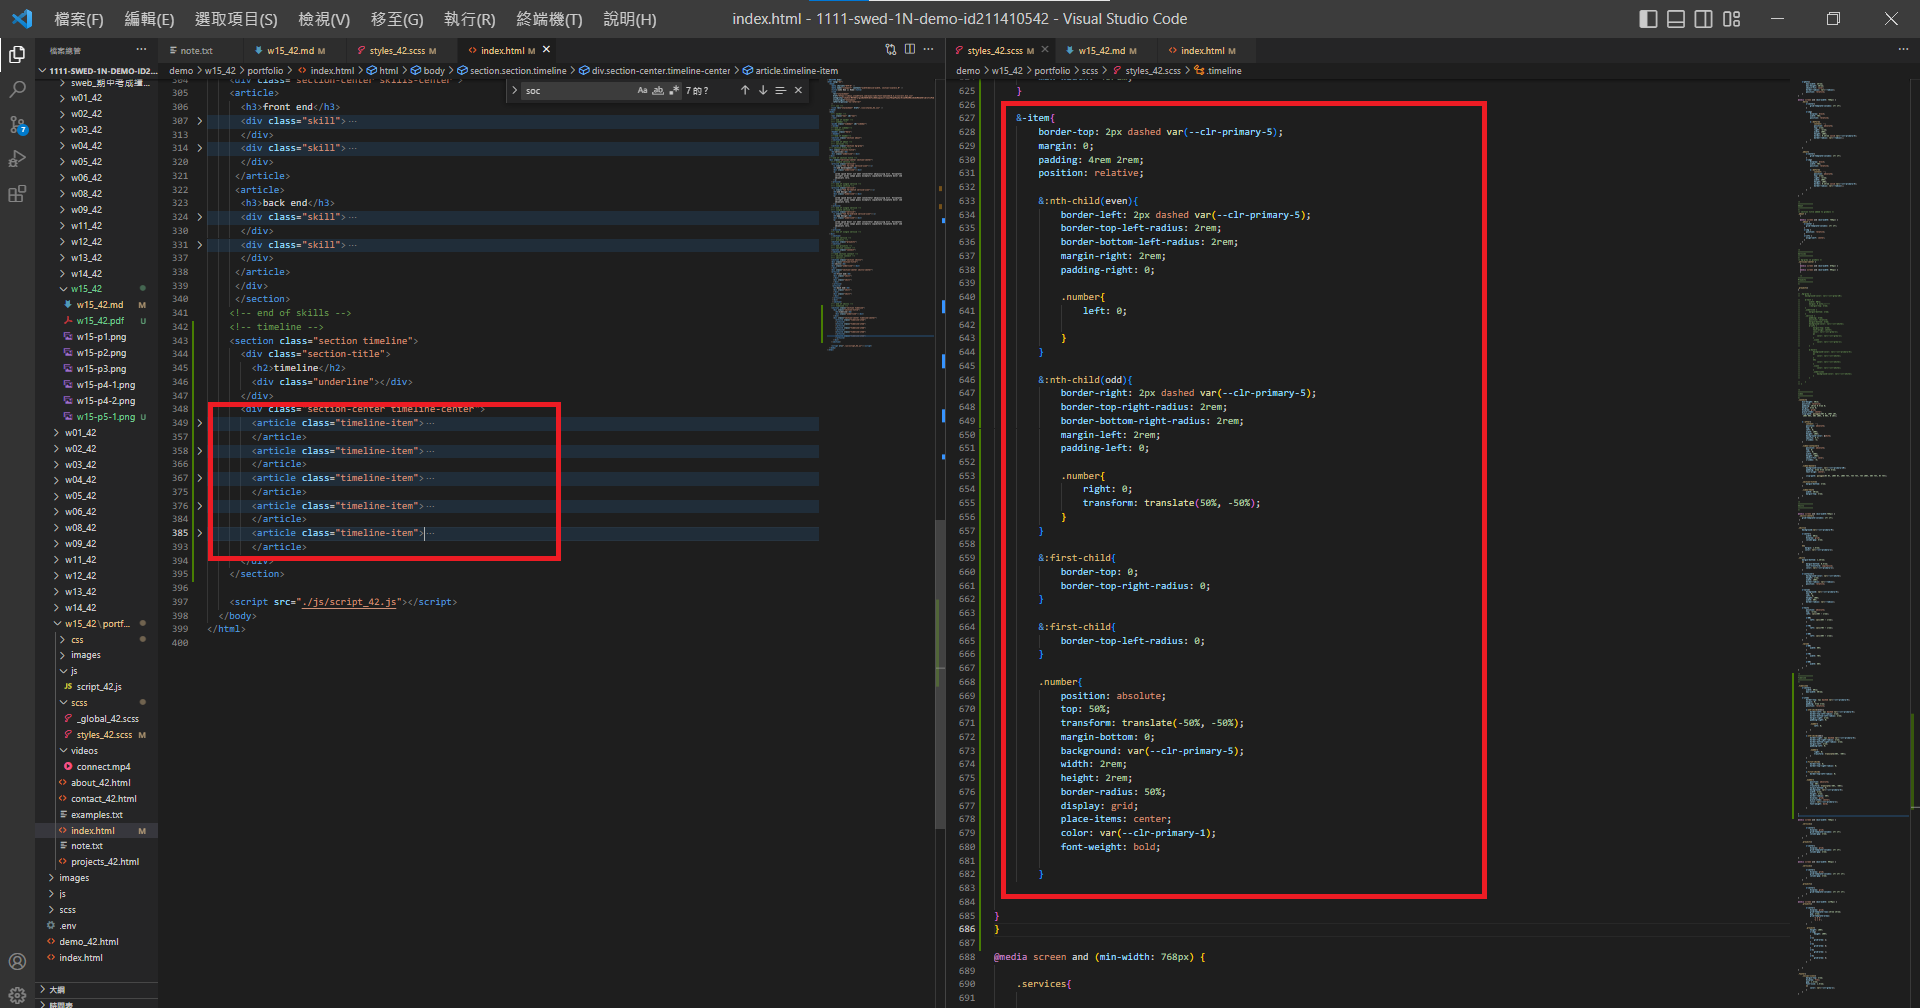 檔案(F) 編輯(E) 選取項目(S) 檢視(V) 移至(G) 執行(R) 終端機(T) 說明(H) index.html - 1111-swed-1N-demo-id211410542 - Visual Studio Code
檔案總管 ···
1111-SWED-1N-DEMO-ID2...
sweb_期中考成績...
w01_42
w02_42
w03_42
w04_42
w05_42
w06_42
w08_42
w09_42
w11_42
w12_42
w13_42
w14_42
w15_42
w15_42.md M
w15_42.pdf U
w15-p1.png
w15-p2.png
w15-p3.png
w15-p4-1.png
w15-p4-2.png
w15-p5-1.png U
w01_42
w02_42
w03_42
w04_42
w05_42
w06_42
w08_42
w09_42
w11_42
w12_42
w13_42
w14_42
w15_42\portf...
css
images
js
JS script_42.js
scss
_global_42.scss
styles_42.scss M
videos
connect.mp4
about_42.html
contact_42.html
examples.txt
index.html M
note.txt
projects_42.html
images
js
scss
.env
demo_42.html
index.html
大綱
時間表
7
note.txt w15_42.md M styles_42.scss M index.html M
demo > w15_42 > portfolio > index.html > html > body > section.section.timeline > div.section-center.timeline-center > article.timeline-item
soc Aa ab 7 的 ?
304 <div class="section-center skills-center">
305 <article>
306 <h3>front end</h3>
307 <div class="skill"> ···
313 </div>
314 <div class="skill"> ···
320 </div>
321 </article>
322 <article>
323 <h3>back end</h3>
324 <div class="skill"> ···
330 </div>
331 <div class="skill"> ···
337 </div>
338 </article>
339 </div>
340 </section>
341 <!-- end of skills -->
342 <!-- timeline -->
343 <section class="section timeline">
344 <div class="section-title">
345 <h2>timeline</h2>
346 <div class="underline"></div>
347 </div>
348 <div class="section-center timeline-center">
349 <article class="timeline-item"> ···
357 </article>
358 <article class="timeline-item"> ···
366 </article>
367 <article class="timeline-item"> ···
375 </article>
376 <article class="timeline-item"> ···
384 </article>
385 <article class="timeline-item"> ···
393 </article>
394 </div>
395 </section>
396
397 <script src="./js/script_42.js"></script>
398 </body>
399 </html>
400
styles_42.scss M w15_42.md M index.html M
demo > w15_42 > portfolio > scss > styles_42.scss > .timeline
625 }
626
627 &-item{
628 border-top: 2px dashed var(--clr-primary-5);
629 margin: 0;
630 padding: 4rem 2rem;
631 position: relative;
632
633 &:nth-child(even){
634 border-left: 2px dashed var(--clr-primary-5);
635 border-top-left-radius: 2rem;
636 border-bottom-left-radius: 2rem;
637 margin-right: 2rem;
638 padding-right: 0;
639
640 .number{
641 left: 0;
642
643 }
644 }
645
646 &:nth-child(odd){
647 border-right: 2px dashed var(--clr-primary-5);
648 border-top-right-radius: 2rem;
649 border-bottom-right-radius: 2rem;
650 margin-left: 2rem;
651 padding-left: 0;
652
653 .number{
654 right: 0;
655 transform: translate(50%, -50%);
656 }
657 }
658
659 &:first-child{
660 border-top: 0;
661 border-top-right-radius: 0;
662 }
663
664 &:first-child{
665 border-top-left-radius: 0;
666 }
667
668 .number{
669 position: absolute;
670 top: 50%;
671 transform: translate(-50%, -50%);
672 margin-bottom: 0;
673 background: var(--clr-primary-5);
674 width: 2rem;
675 height: 2rem;
676 border-radius: 50%;
677 display: grid;
678 place-items: center;
679 color: var(--clr-primary-1);
680 font-weight: bold;
681
682 }
683
684
685 }
686 }
687
688 @media screen and (min-width: 768px) {
689
690 .services{
691